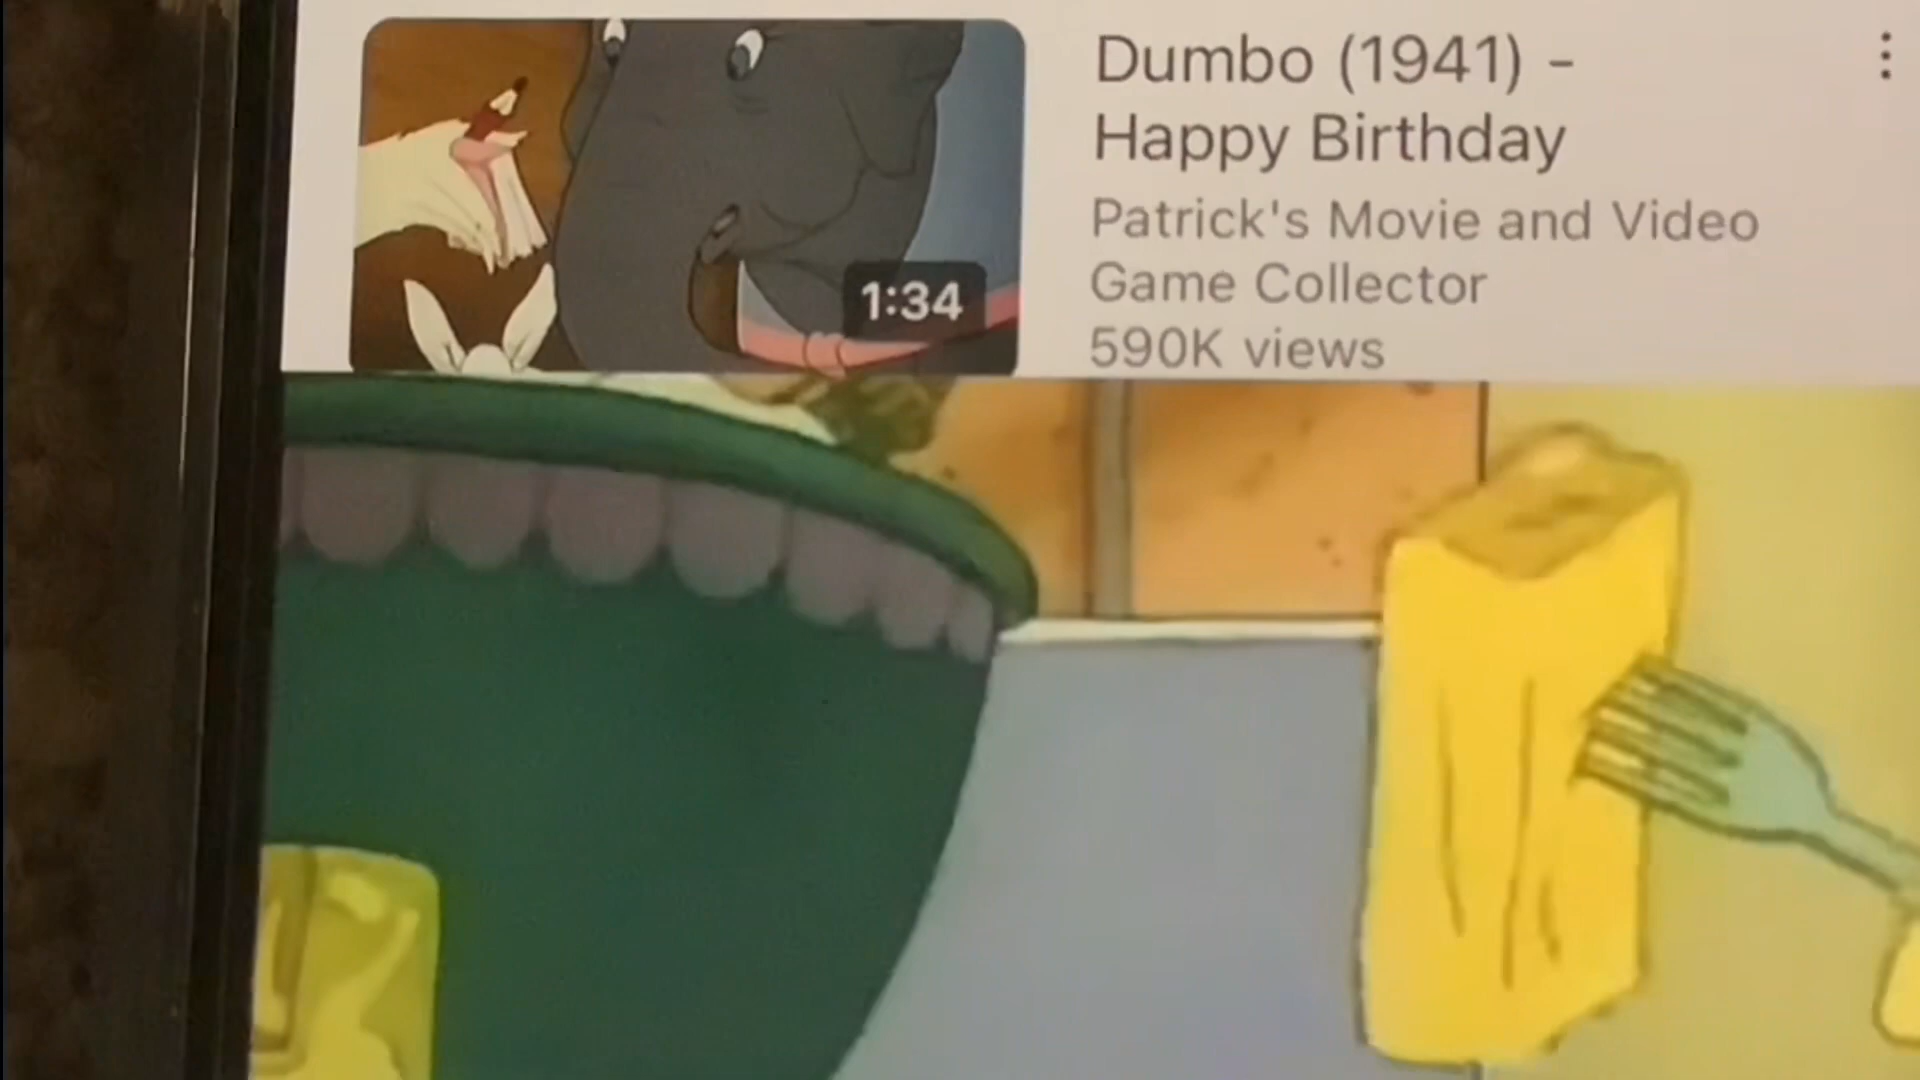 Dumbo (1941) -
Happy Birthday
Patrick's Movie and Video
Game Collector
590K views
1:34